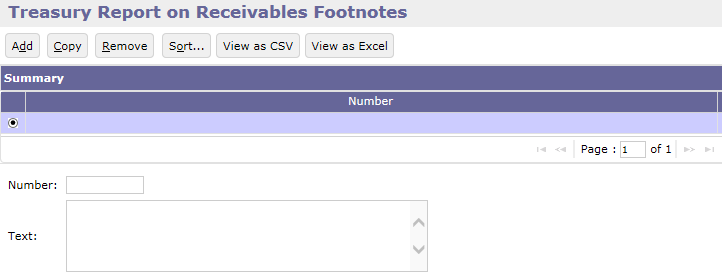 Treasury Report on Receivables Footnotes
Add Copy Remove Sort... View as CSV View as Excel
Summary
Number
Page : 1 of 1
Number:
Text: